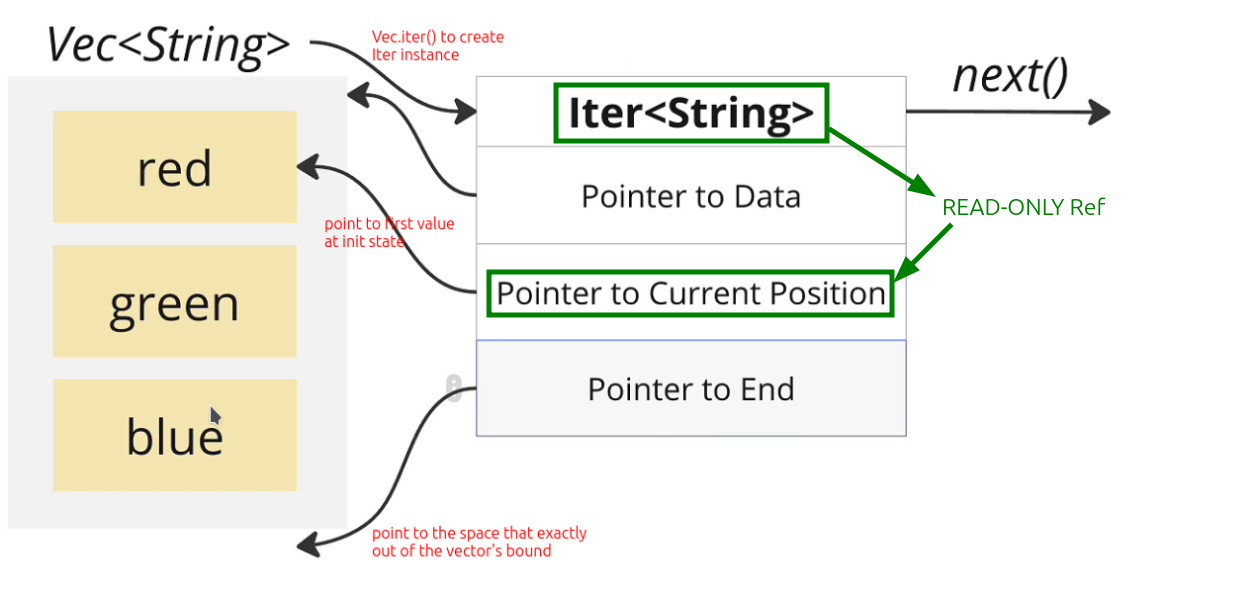 Vec<String>
Vec.iter() to create
Iter instance
next()
Iter<String>
red
Pointer to Data
READ-ONLY Ref
point to first value
at init state
green
Pointer to Current Position
Pointer to End
blue
point to the space that exactly
out of the vector's bound